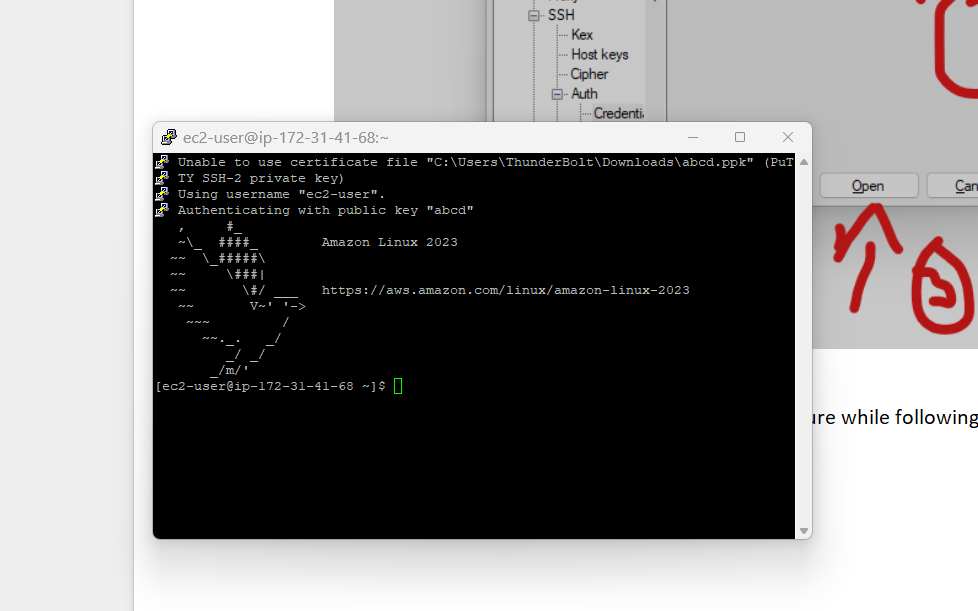 SSH
Kex
Host keys
Cipher
Auth
Credenti
ec2-user@ip-172-31-41-68:~
Unable to use certificate file "C:\Users\ThunderBolt\Downloads\abcd.ppk" (PuT
TY SSH-2 private key)
Using username "ec2-user".
Authenticating with public key "abcd"
   ,     #_
   ~\_  ####_        Amazon Linux 2023
  ~~  \_#####\
  ~~     \###|
  ~~       \#/ ___   https://aws.amazon.com/linux/amazon-linux-2023
   ~~       V~' '->
    ~~~         /
      ~~._.   _/
         _/ _/
       _/m/'
[ec2-user@ip-172-31-41-68 ~]$
Open
Can
5
ure while following